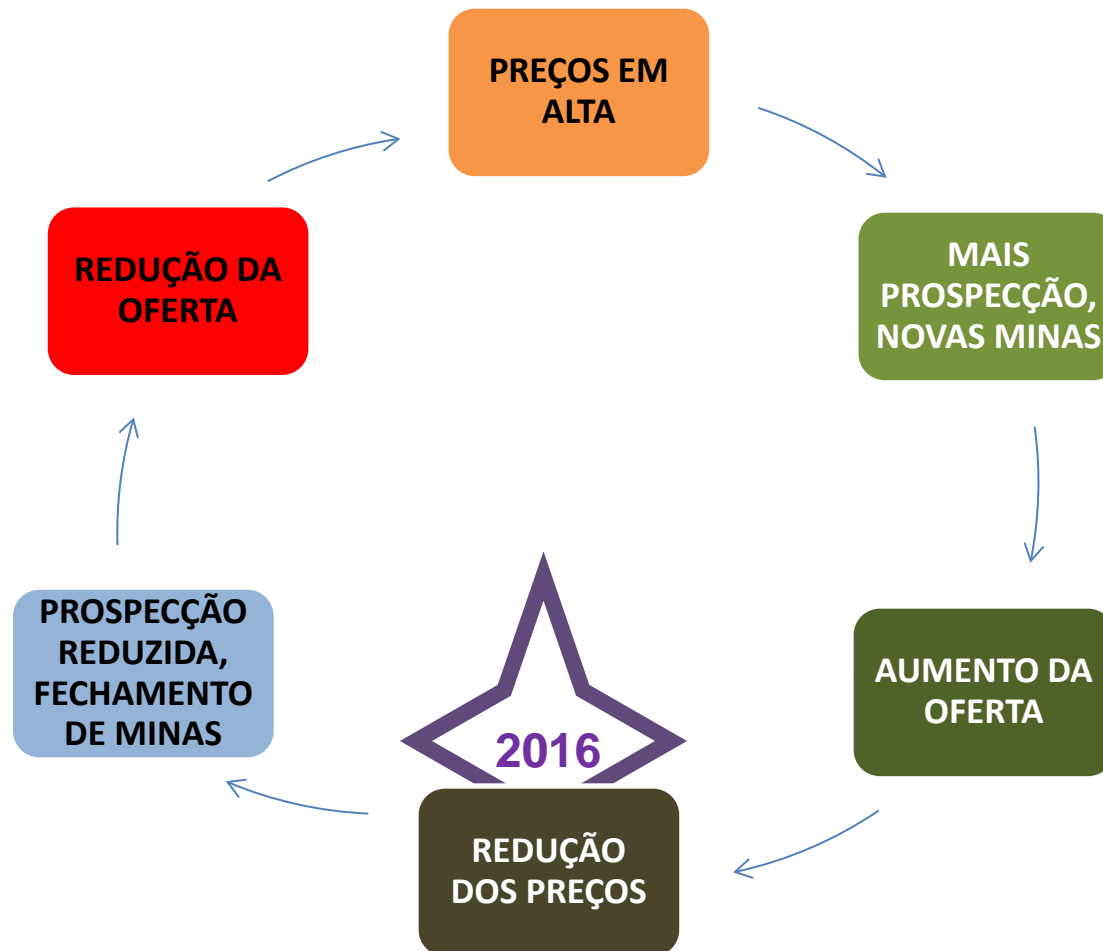 PREÇOS EM
ALTA
MAIS
PROSPECÇÃO,
NOVAS MINAS
AUMENTO DA
OFERTA
2016
REDUÇÃO
DOS PREÇOS
PROSPECÇÃO
REDUZIDA,
FECHAMENTO
DE MINAS
REDUÇÃO DA
OFERTA